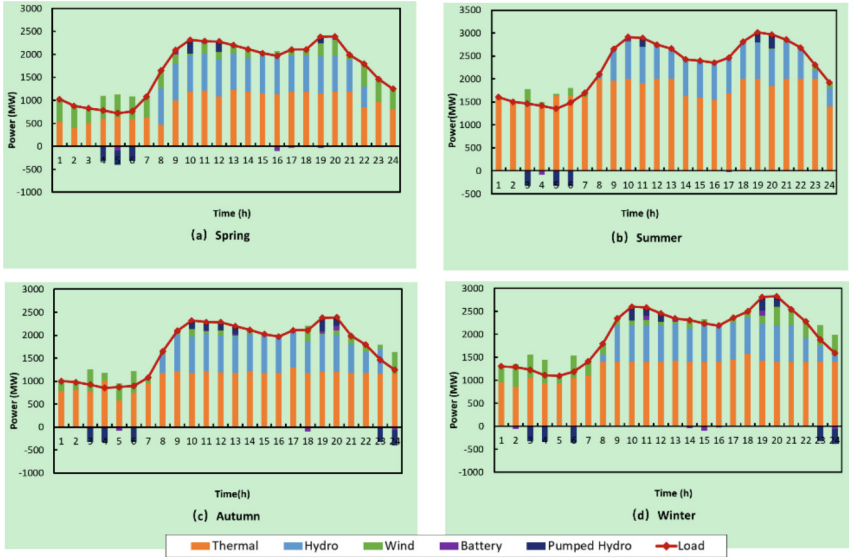 3000
2500
2000
1500
1000
500
0
-500
-1000
Power (MW)
1 2 3 4 5 6 7 8 9 10 11 12 13 14 15 16 17 18 19 20 21 22 23 24
Time (h)
(a) Spring
3500
3000
2500
2000
1500
1000
500
0
-500
Power(MW)
1 2 3 4 5 6 7 8 9 10 11 12 13 14 15 16 17 18 19 20 21 22 23 24
Time (h)
(b) Summer
3000
2500
2000
1500
1000
500
0
-500
-1000
Power (MW)
1 2 3 4 5 6 7 8 9 10 11 12 13 14 15 16 17 18 19 20 21 22 23 24
Time(h)
(c) Autumn
3000
2500
2000
1500
1000
500
0
-500
-1000
Power(MW)
1 2 3 4 5 6 7 8 9 10 11 12 13 14 15 16 17 18 19 20 21 22 23 24
Time (h)
(d) Winter
Thermal Hydro Wind Battery Pumped Hydro Load